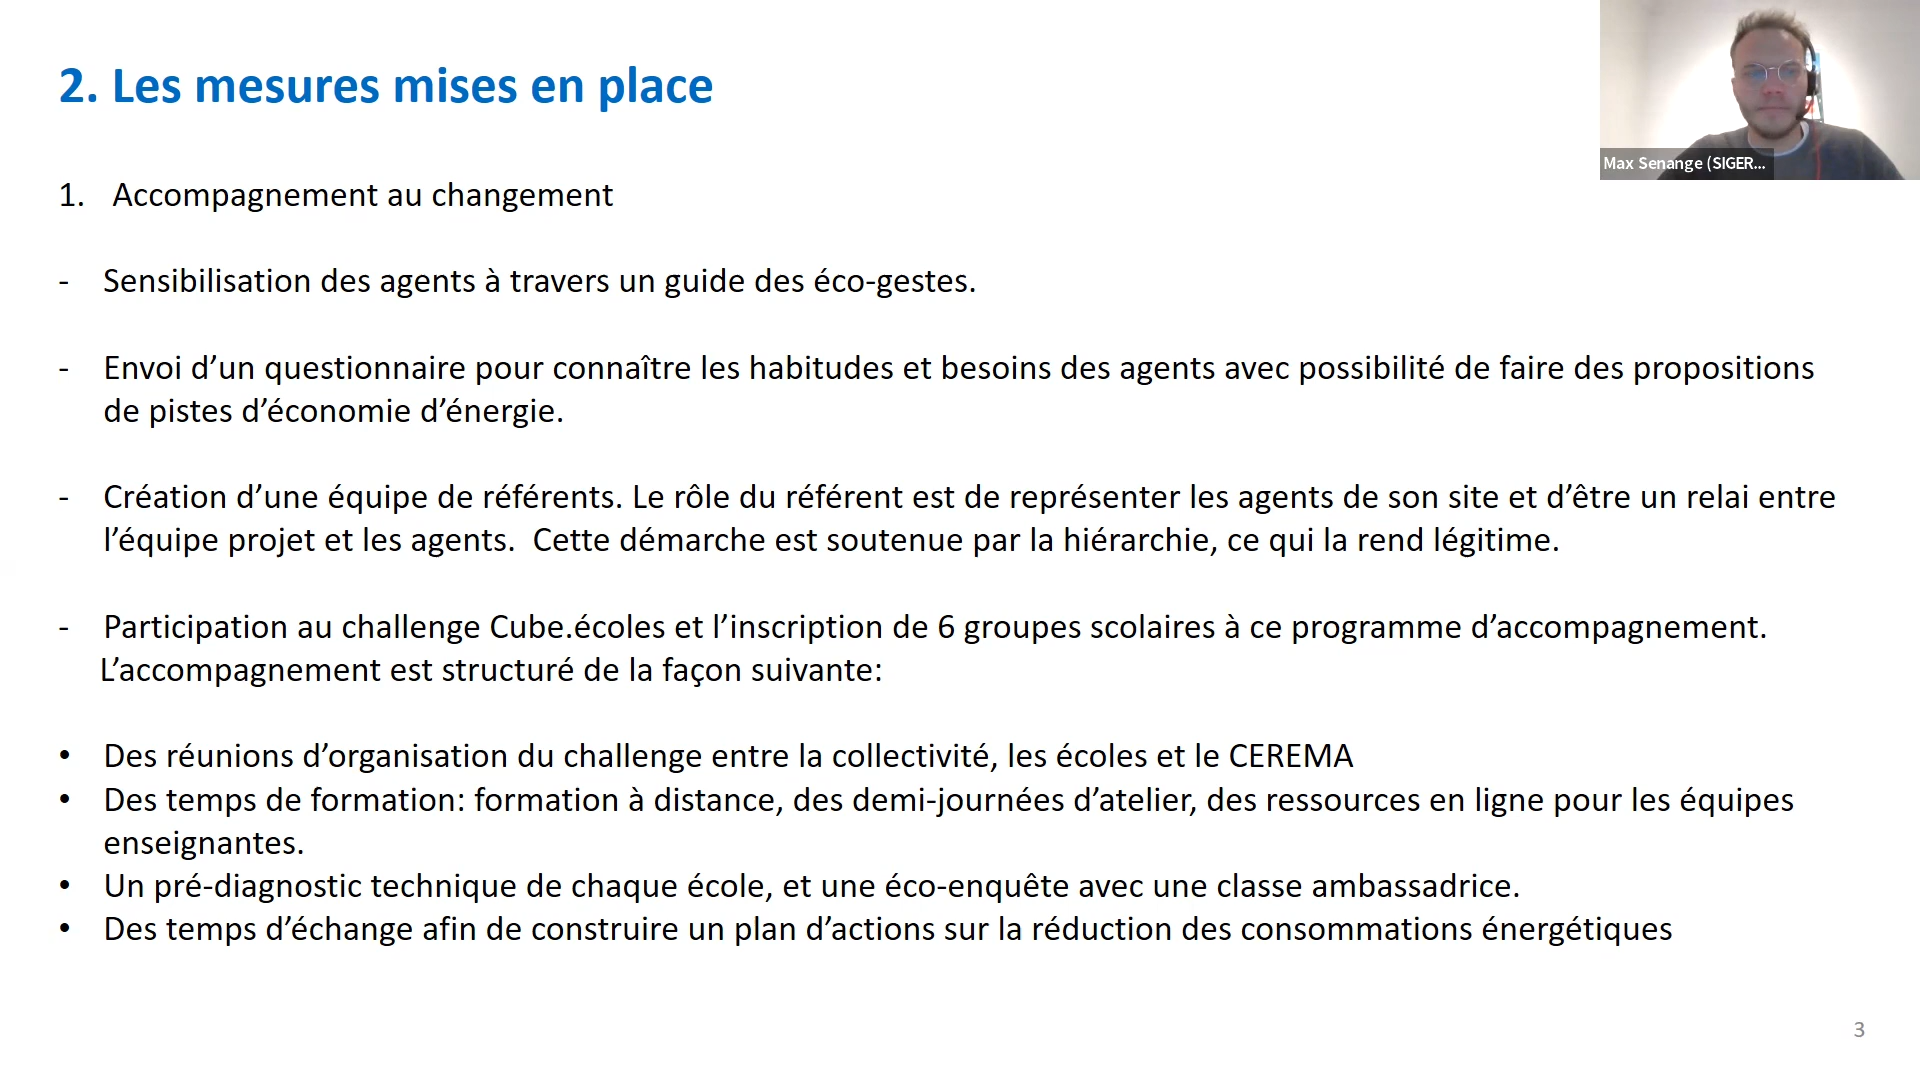 2. Les mesures mises en place
Max Senange (SIGER...
1. Accompagnement au changement
- Sensibilisation des agents à travers un guide des éco-gestes.
- Envoi d’un questionnaire pour connaître les habitudes et besoins des agents avec possibilité de faire des propositions
de pistes d’économie d’énergie.
- Création d’une équipe de référents. Le rôle du référent est de représenter les agents de son site et d’être un relai entre
l’équipe projet et les agents.  Cette démarche est soutenue par la hiérarchie, ce qui la rend légitime.
- Participation au challenge Cube.écoles et l’inscription de 6 groupes scolaires à ce programme d’accompagnement.
L’accompagnement est structuré de la façon suivante:
• Des réunions d’organisation du challenge entre la collectivité, les écoles et le CEREMA
• Des temps de formation: formation à distance, des demi-journées d’atelier, des ressources en ligne pour les équipes
enseignantes.
• Un pré-diagnostic technique de chaque école, et une éco-enquête avec une classe ambassadrice.
• Des temps d’échange afin de construire un plan d’actions sur la réduction des consommations énergétiques
3